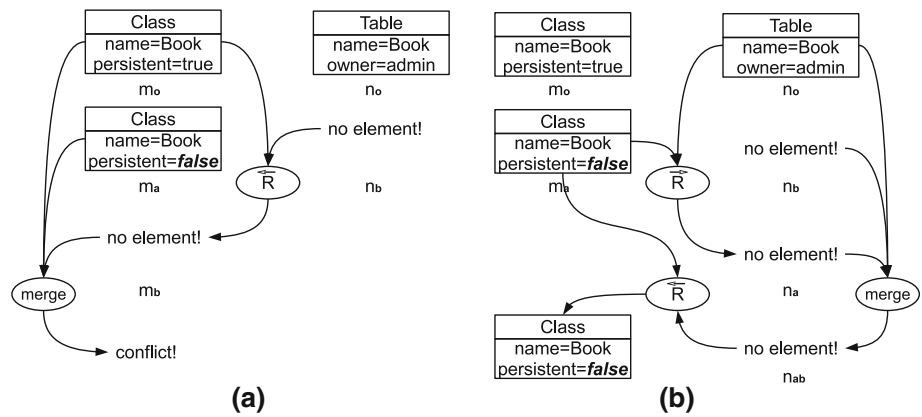 Class
name=Book
persistent=true
mo
Table
name=Book
owner=admin
no
Class
name=Book
persistent=false
ma
no element!
R
nb
no element!
merge
mb
conflict!
(a)
Class
name=Book
persistent=true
mo
Table
name=Book
owner=admin
no
Class
name=Book
persistent=false
ma
R
no element!
nb
no element!
R
na
merge
Class
name=Book
persistent=false
no element!
nab
(b)